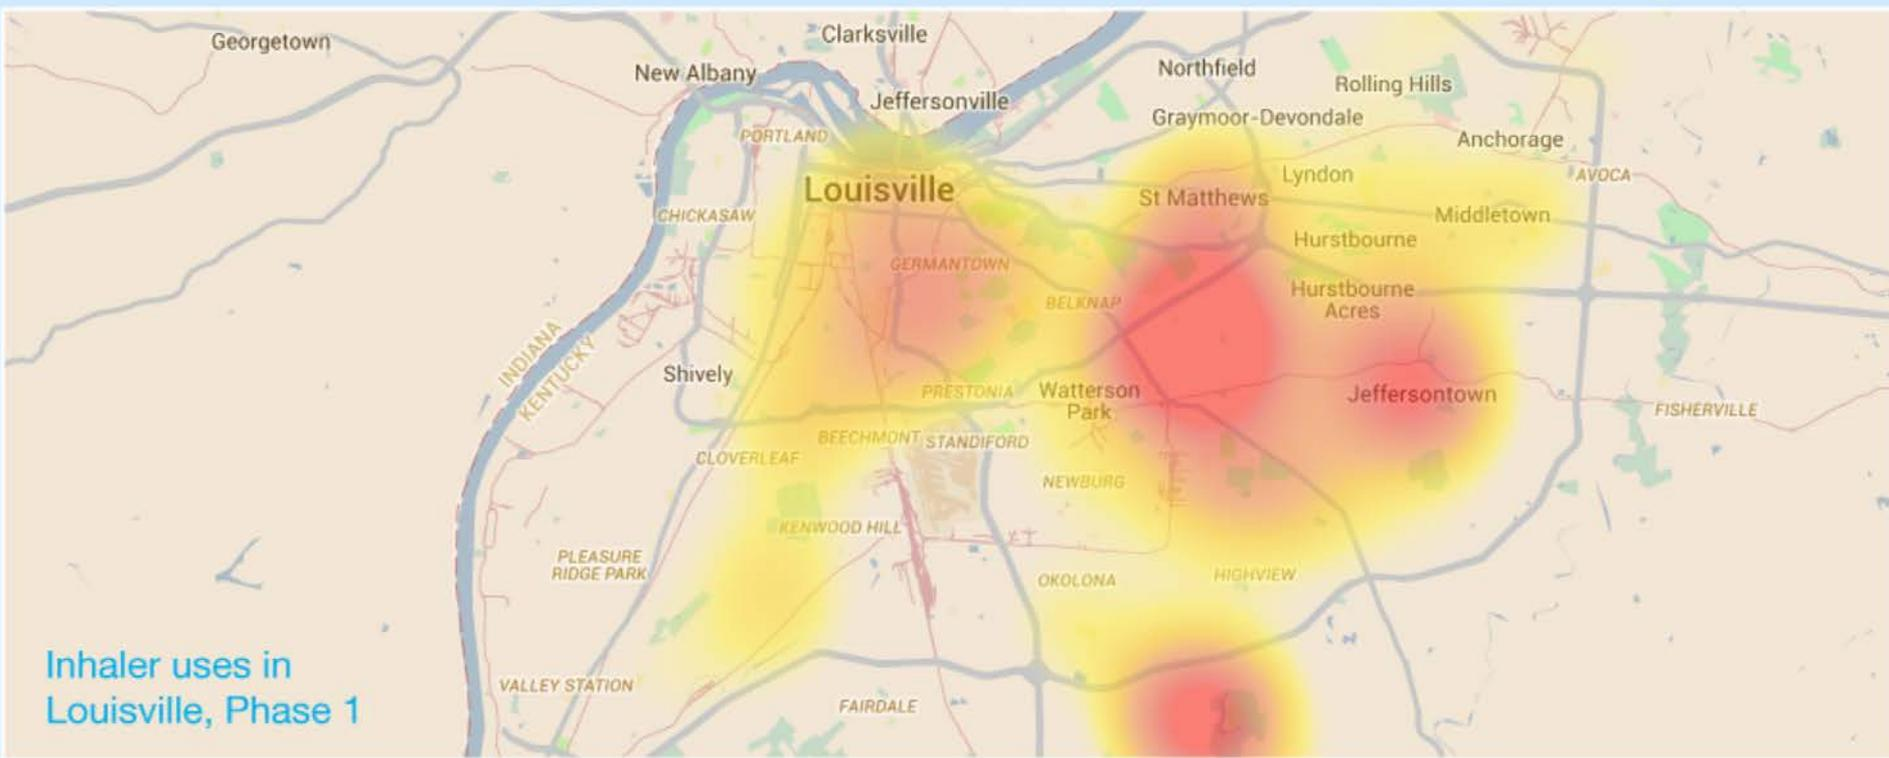 Georgetown
Clarksville
New Albany
Northfield
Rolling Hills
Jeffersonville
Graymoor-Devondale
PORTLAND
Anchorage
Lyndon
AVOCA
Louisville
St Matthews
CHICKASAW
Middletown
Hurstbourne
GERMANTOWN
BELKNAP
Hurstbourne
Acres
INDIANA
KENTUCKY
Shively
PRESTONIA
Watterson
Park
Jeffersontown
FISHERVILLE
BEECHMONT
STANDIFORD
CLOVERLEAF
NEWBURG
KENWOOD HILL
PLEASURE
RIDGE PARK
OKOLONA
HIGHVIEW
Inhaler uses in
Louisville, Phase 1
VALLEY STATION
FAIRDALE